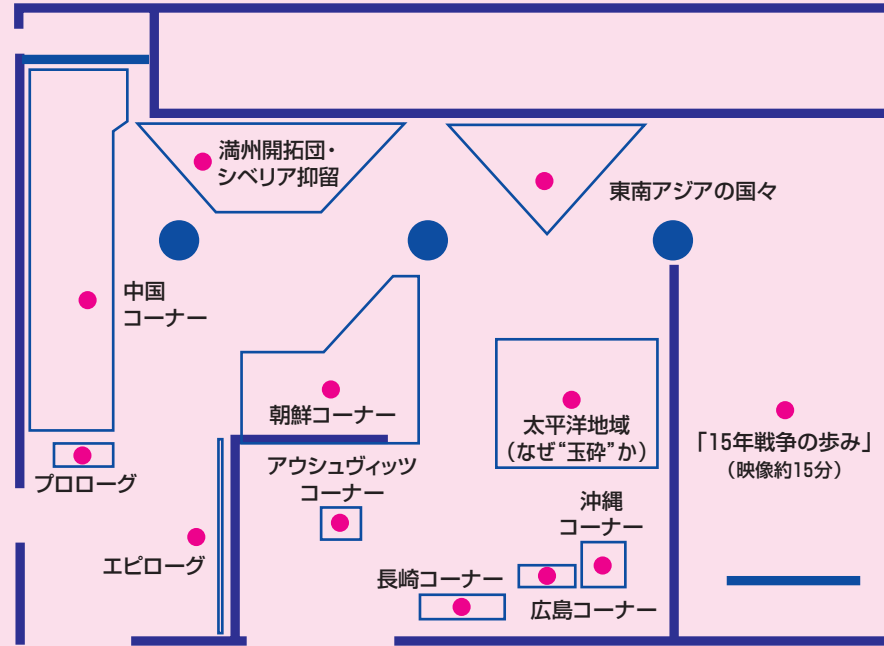 満州開拓団・
シベリア抑留
東南アジアの国々
中国
コーナー
朝鮮コーナー
太平洋地域
（なぜ“玉砕”か）
「15年戦争の歩み」
（映像約15分）
プロローグ
アウシュヴィッツ
コーナー
沖縄
コーナー
エピローグ
長崎コーナー
広島コーナー